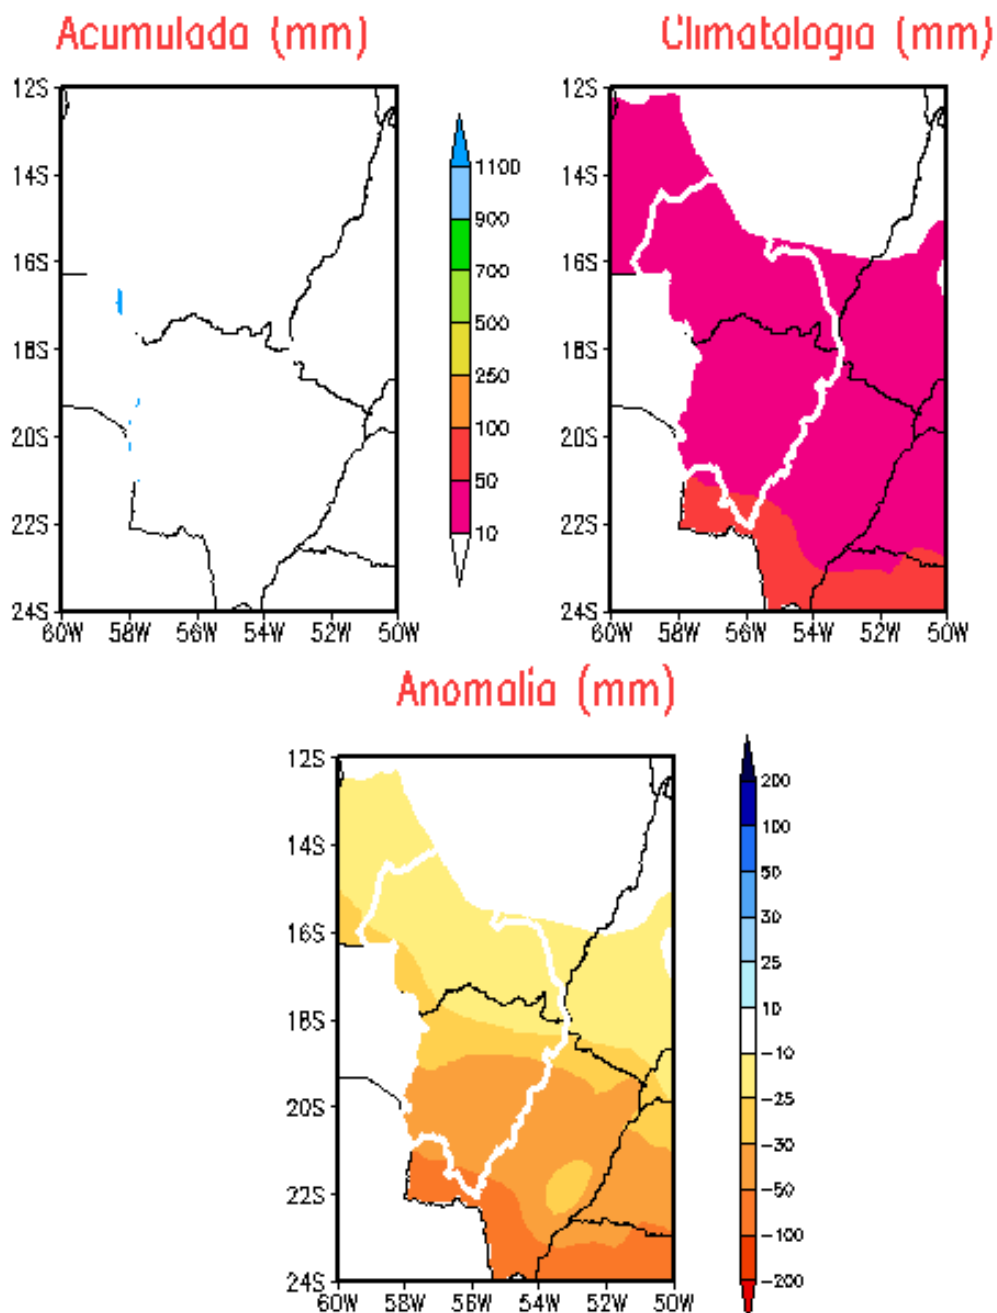 Acumulada (mm)
12S
14S
16S
18S
20S
22S
24S
60W 58W 56W 54W 52W 50W
1100
900
700
500
250
100
50
10
Climatologia (mm)
12S
14S
16S
18S
20S
22S
24S
60W 58W 56W 54W 52W 50W
Anomalia (mm)
12S
14S
16S
18S
20S
22S
24S
60W 58W 56W 54W 52W 50W
200
100
50
30
25
10
-10
-25
-30
-50
-100
-200